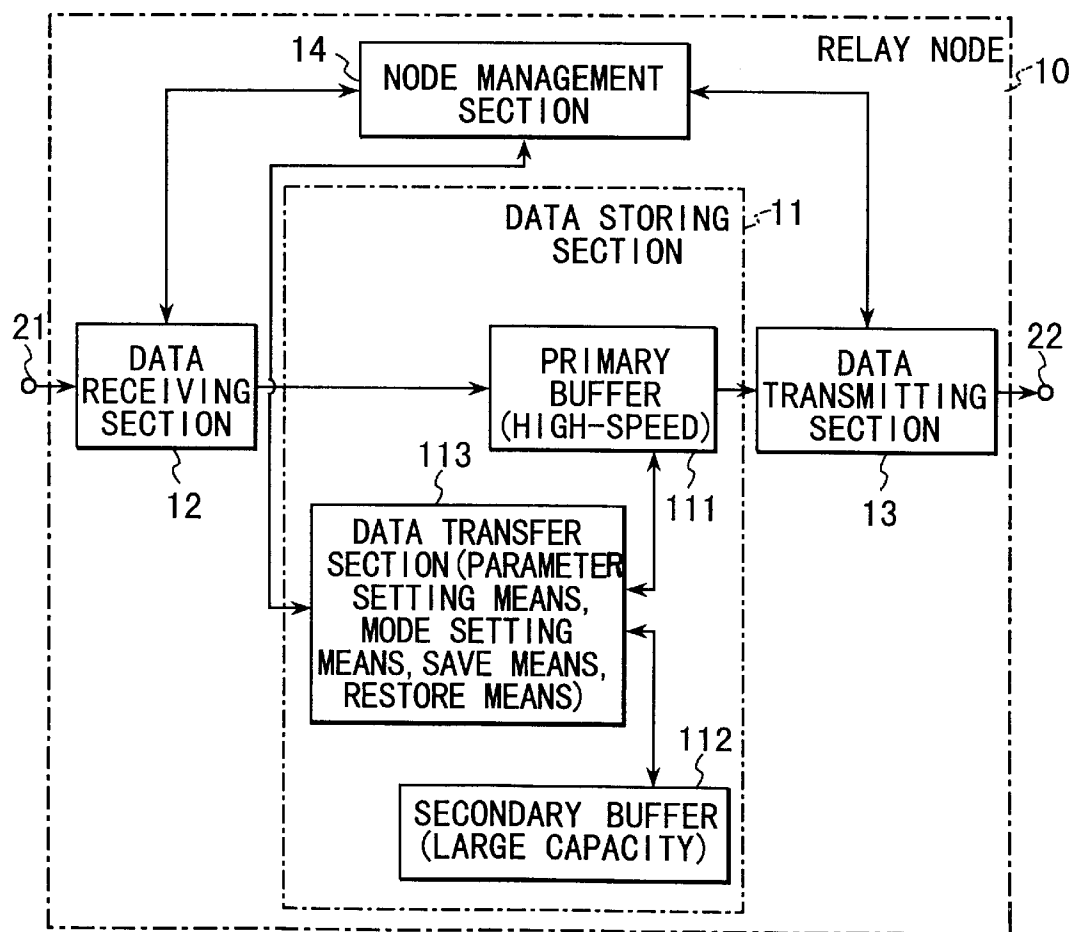 RELAY NODE
10
14
NODE MANAGEMENT
SECTION
DATA STORING
SECTION
11
21
DATA
RECEIVING
SECTION
12
PRIMARY
BUFFER
(HIGH-SPEED)
111
DATA
TRANSMITTING
SECTION
13
22
113
DATA TRANSFER
SECTION(PARAMETER
SETTING MEANS,
MODE SETTING
MEANS, SAVE MEANS,
RESTORE MEANS)
112
SECONDARY BUFFER
(LARGE CAPACITY)